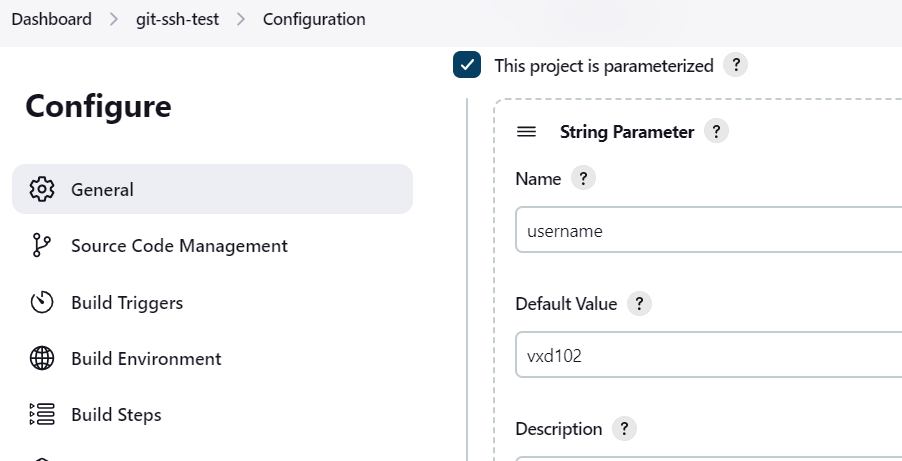 Dashboard > git-ssh-test > Configuration
This project is parameterized ?
Configure
General
Source Code Management
Build Triggers
Build Environment
Build Steps
String Parameter ?
Name ?
username
Default Value ?
vxd102
Description ?